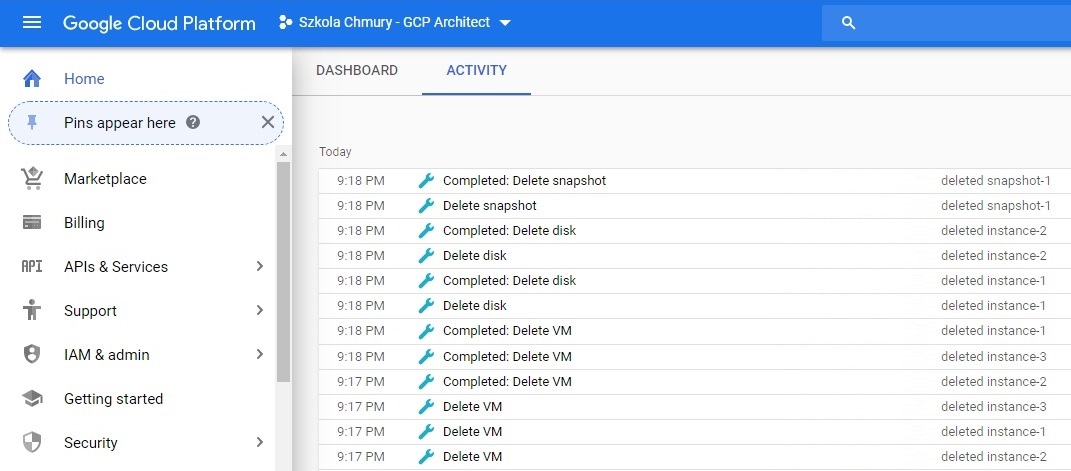 Google Cloud Platform
Szkola Chmury - GCP Architect
Home
Pins appear here ?
Marketplace
Billing
API APIs & Services
Support
IAM & admin
Getting started
Security
DASHBOARD ACTIVITY
Today
9:18 PM Completed: Delete snapshot deleted snapshot-1
9:18 PM Delete snapshot deleted snapshot-1
9:18 PM Completed: Delete disk deleted instance-2
9:18 PM Delete disk deleted instance-2
9:18 PM Completed: Delete disk deleted instance-1
9:18 PM Delete disk deleted instance-1
9:18 PM Completed: Delete VM deleted instance-1
9:18 PM Completed: Delete VM deleted instance-3
9:17 PM Completed: Delete VM deleted instance-2
9:17 PM Delete VM deleted instance-3
9:17 PM Delete VM deleted instance-1
9:17 PM Delete VM deleted instance-2